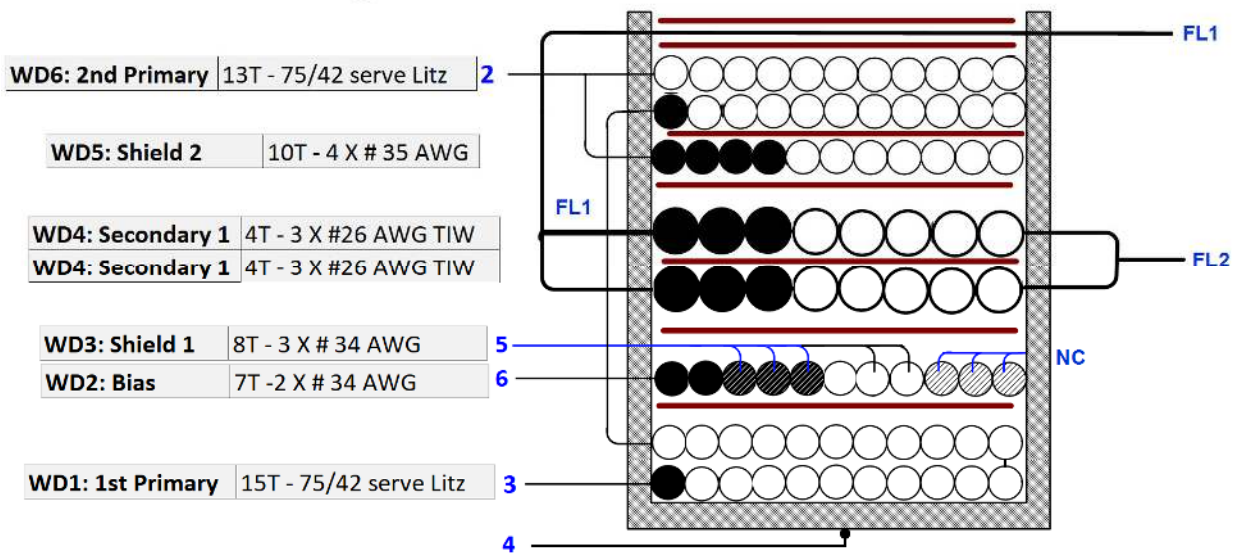 FL1
WD6: 2nd Primary 13T - 75/42 serve Litz 2
WD5: Shield 2 10T - 4 X # 35 AWG
FL1
WD4: Secondary 1 4T - 3 X #26 AWG TIW
WD4: Secondary 1 4T - 3 X #26 AWG TIW
FL2
WD3: Shield 1 8T - 3 X # 34 AWG 5
NC
WD2: Bias 7T -2 X # 34 AWG 6
WD1: 1st Primary 15T - 75/42 serve Litz 3
4